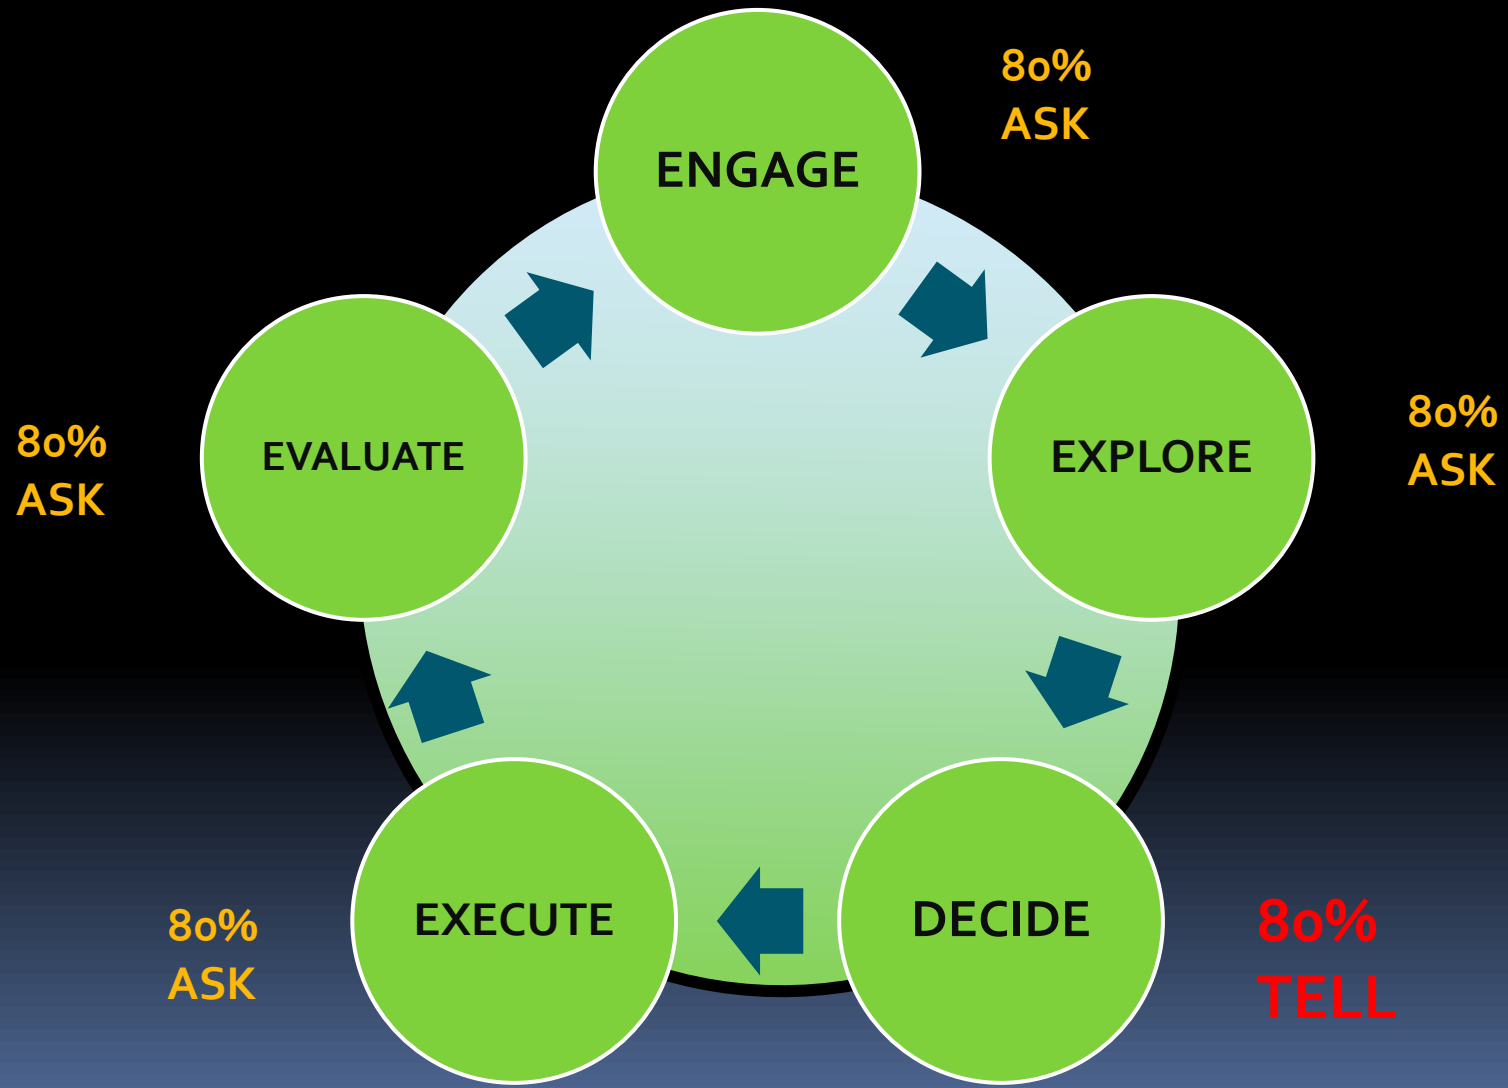 ENGAGE
80%
ASK
EXPLORE
80%
ASK
DECIDE
80%
TELL
EXECUTE
80%
ASK
EVALUATE
80%
ASK